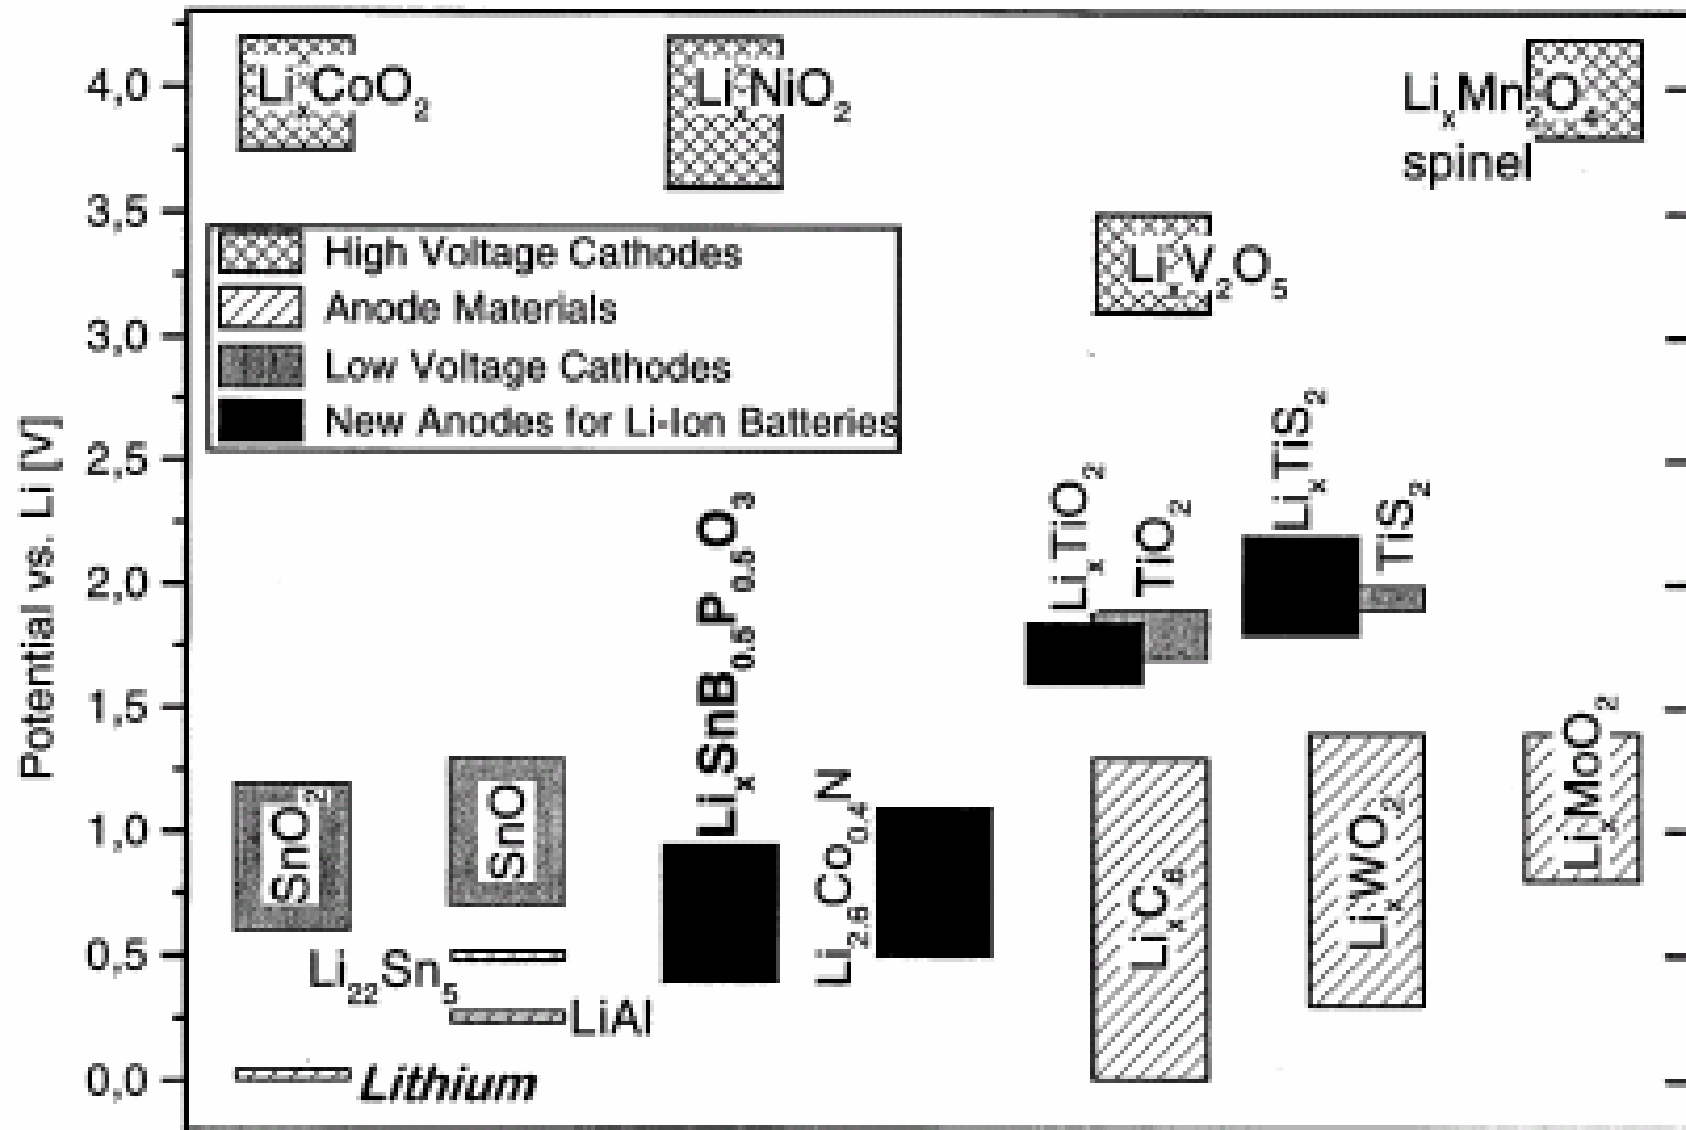 Potential vs. Li [V]
4,0
3,5
3,0
2,5
2,0
1,5
1,0
0,5
0,0
LiₓCoO₂
LiₓNiO₂
LiₓMn₂O₄
spinel
High Voltage Cathodes
Anode Materials
Low Voltage Cathodes
New Anodes for Li-Ion Batteries
LiₓV₂O₅
LiₓTiO₂
TiO₂
LiₓTiS₂
TiS₂
LiₓSnB₀.₅P₀.₅O₃
SnO₂
SnO
Li₂.₆Co₀.₄N
LiₓC₆
LiₓWO₂
LiₓMoO₂
Li₂₂Sn₅
LiAl
Lithium